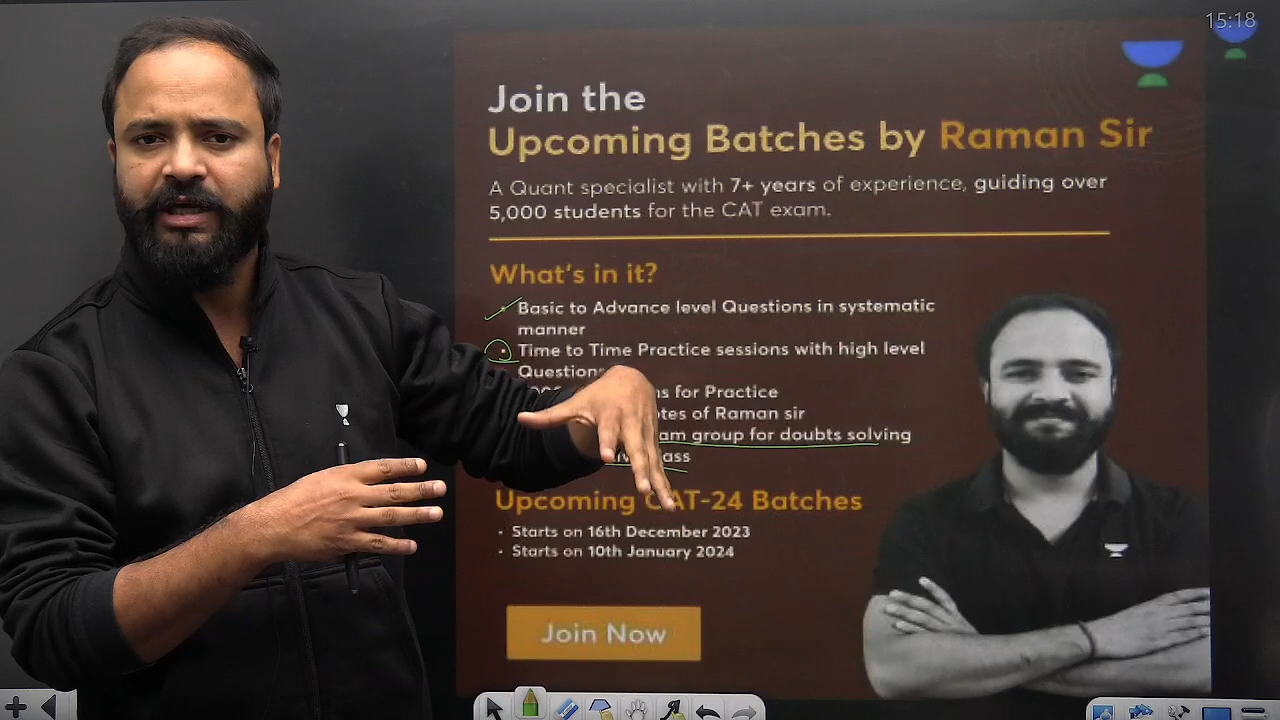 15:18
Join the
Upcoming Batches by Raman Sir
A Quant specialist with 7+ years of experience, guiding over
5,000 students for the CAT exam.
What's in it?
Basic to Advance level Questions in systematic
manner
Time to Time Practice sessions with high level
Questions
for Practice
of Raman sir
group for doubts solving
Upcoming CAT-24 Batches
Starts on 16th December 2023
Starts on 10th January 2024
Join Now